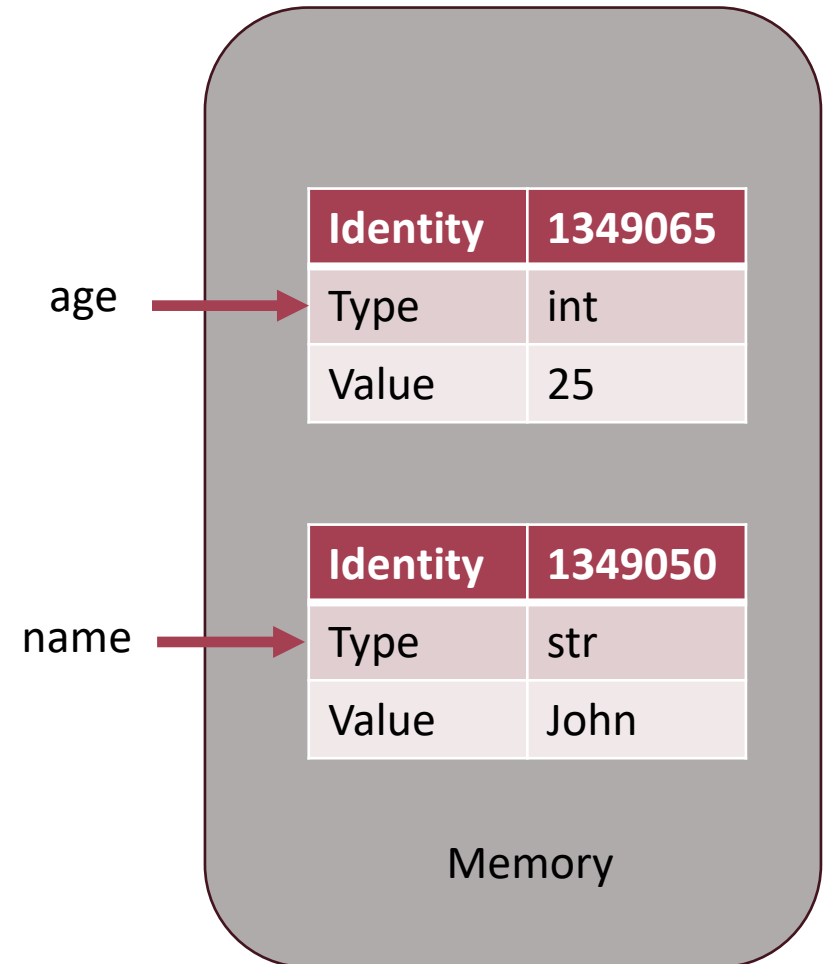 Identity 1349065
age Type int
Value 25
Identity 1349050
name Type str
Value John
Memory